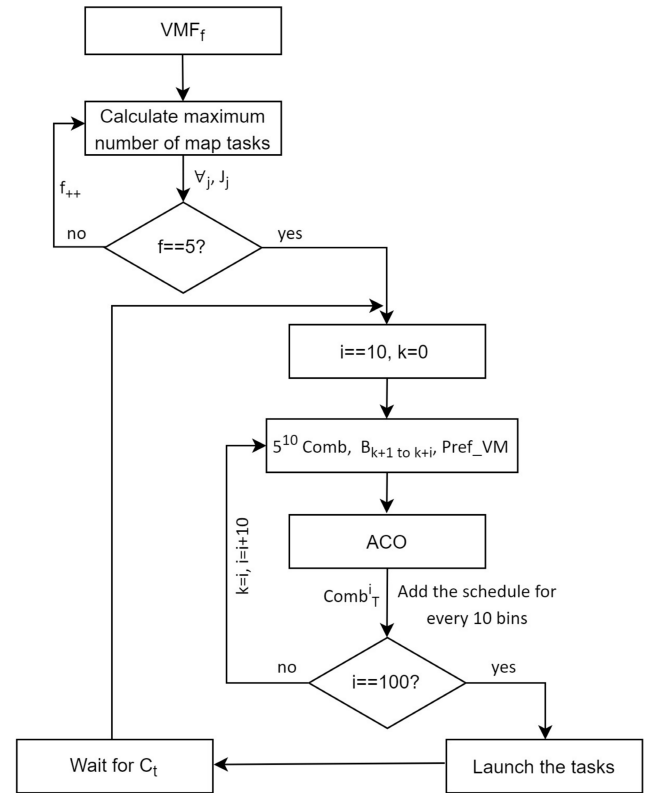 VMF_f
Calculate maximum
number of map tasks
∀_j, J_j
f_++
no
f==5?
yes
i==10, k=0
5^10 Comb, B_k+1 to k+i, Pref_VM
k=i, i=i+10
ACO
Comb^i_T
Add the schedule for
every 10 bins
no
i==100?
yes
Wait for C_t
Launch the tasks